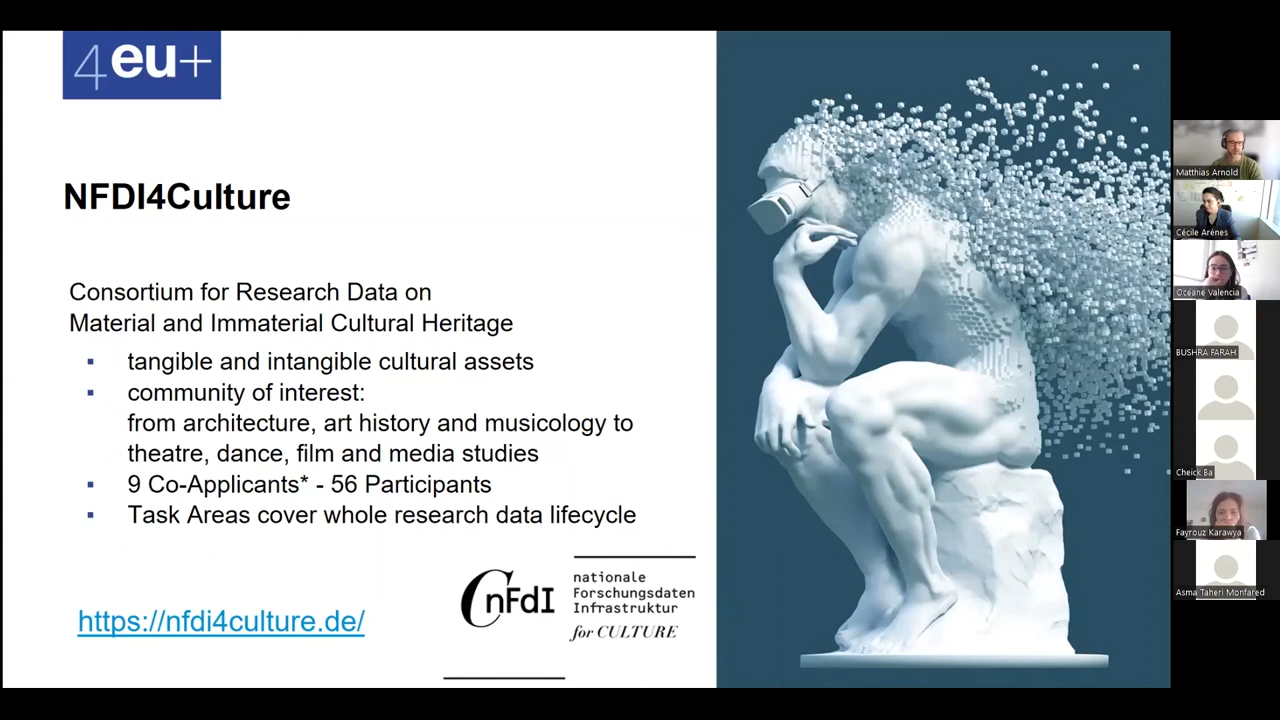 4eu+
NFDI4Culture
Consortium for Research Data on
Material and Immaterial Cultural Heritage
▪ tangible and intangible cultural assets
▪ community of interest:
from architecture, art history and musicology to
theatre, dance, film and media studies
▪ 9 Co-Applicants* - 56 Participants
▪ Task Areas cover whole research data lifecycle
https://nfdi4culture.de/
nFdI
nationale
Forschungsdaten
Infrastruktur
for CULTURE
Matthias Arnold
Cécile Arènes
Océane Valencia
BUSHRA FARAH
Cheick Ba
Fayrouz Karawya
Asma Taheri Monfared